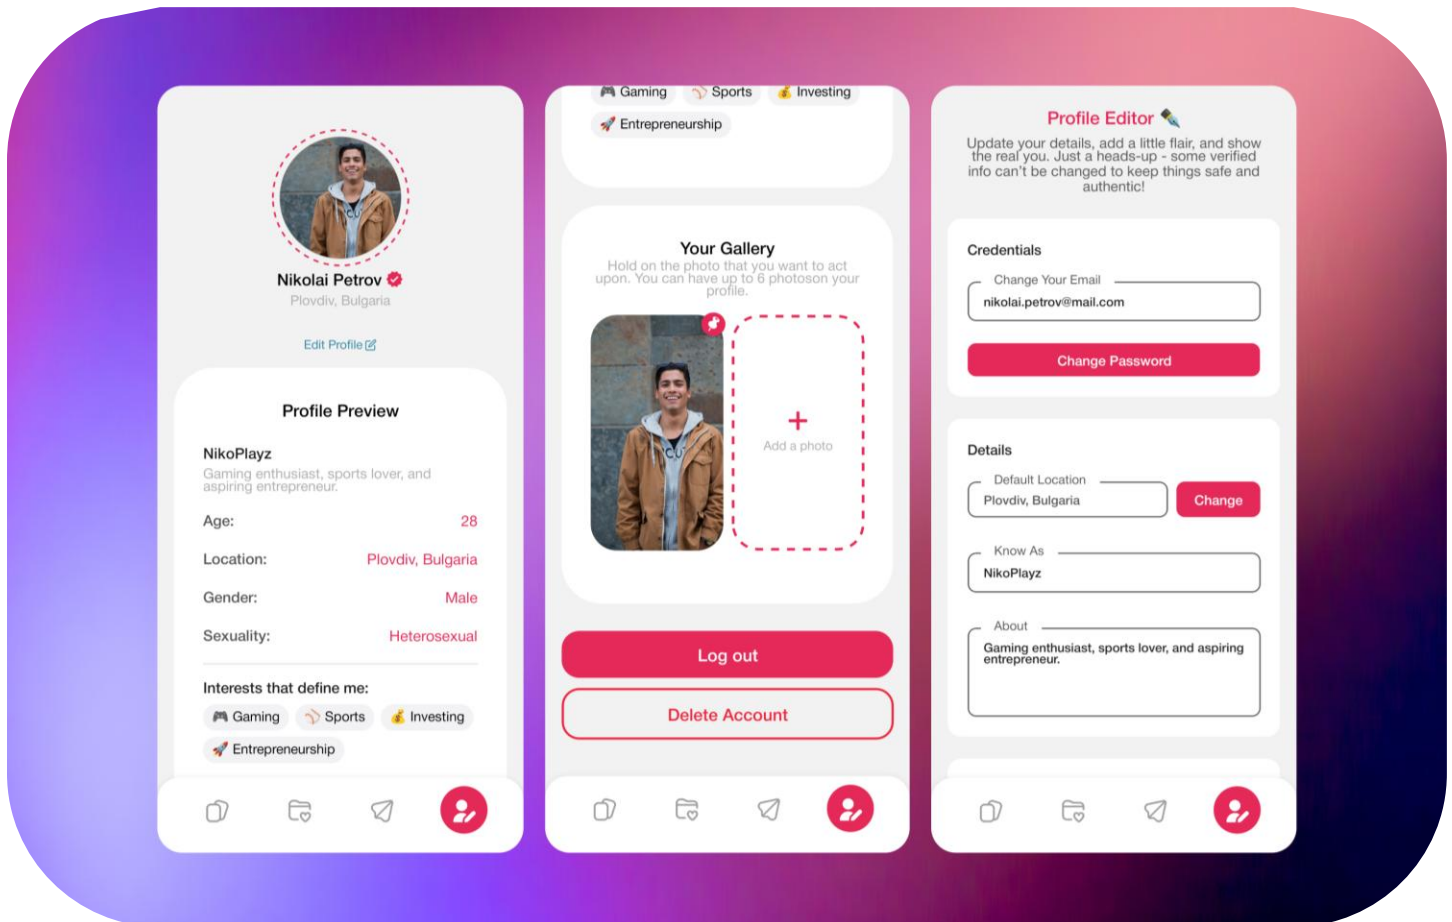 Nikolai Petrov
Plovdiv, Bulgaria
Edit Profile
Profile Preview
NikoPlayz
Gaming enthusiast, sports lover, and
aspiring entrepreneur.
Age: 28
Location: Plovdiv, Bulgaria
Gender: Male
Sexuality: Heterosexual
Interests that define me:
Gaming Sports Investing
Entrepreneurship
Gaming Sports Investing
Entrepreneurship
Your Gallery
Hold on the photo that you want to act
upon. You can have up to 6 photoson your
profile.
Add a photo
Log out
Delete Account
Profile Editor
Update your details, add a little flair, and show
the real you. Just a heads-up - some verified
info can't be changed to keep things safe and
authentic!
Credentials
Change Your Email
nikolai.petrov@mail.com
Change Password
Details
Default Location
Plovdiv, Bulgaria
Change
Know As
NikoPlayz
About
Gaming enthusiast, sports lover, and aspiring
entrepreneur.